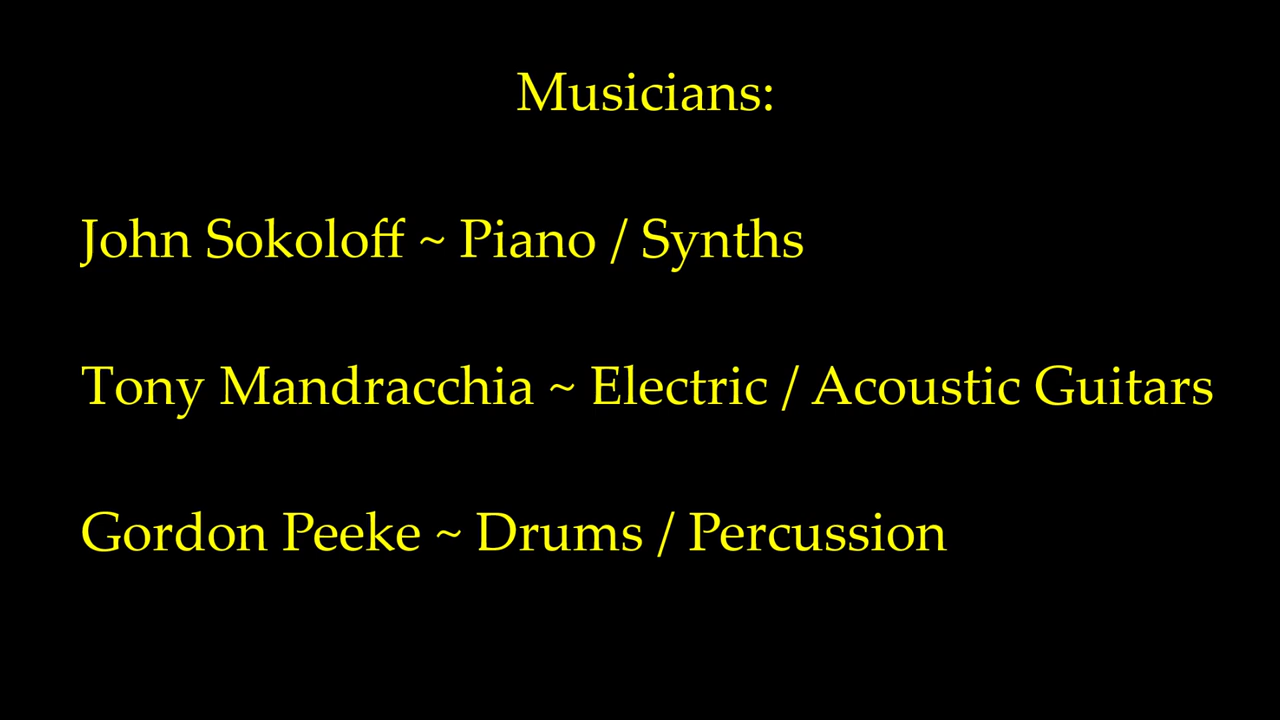 Musicians:
John Sokoloff ~ Piano / Synths
Tony Mandracchia ~ Electric / Acoustic Guitars
Gordon Peeke ~ Drums / Percussion